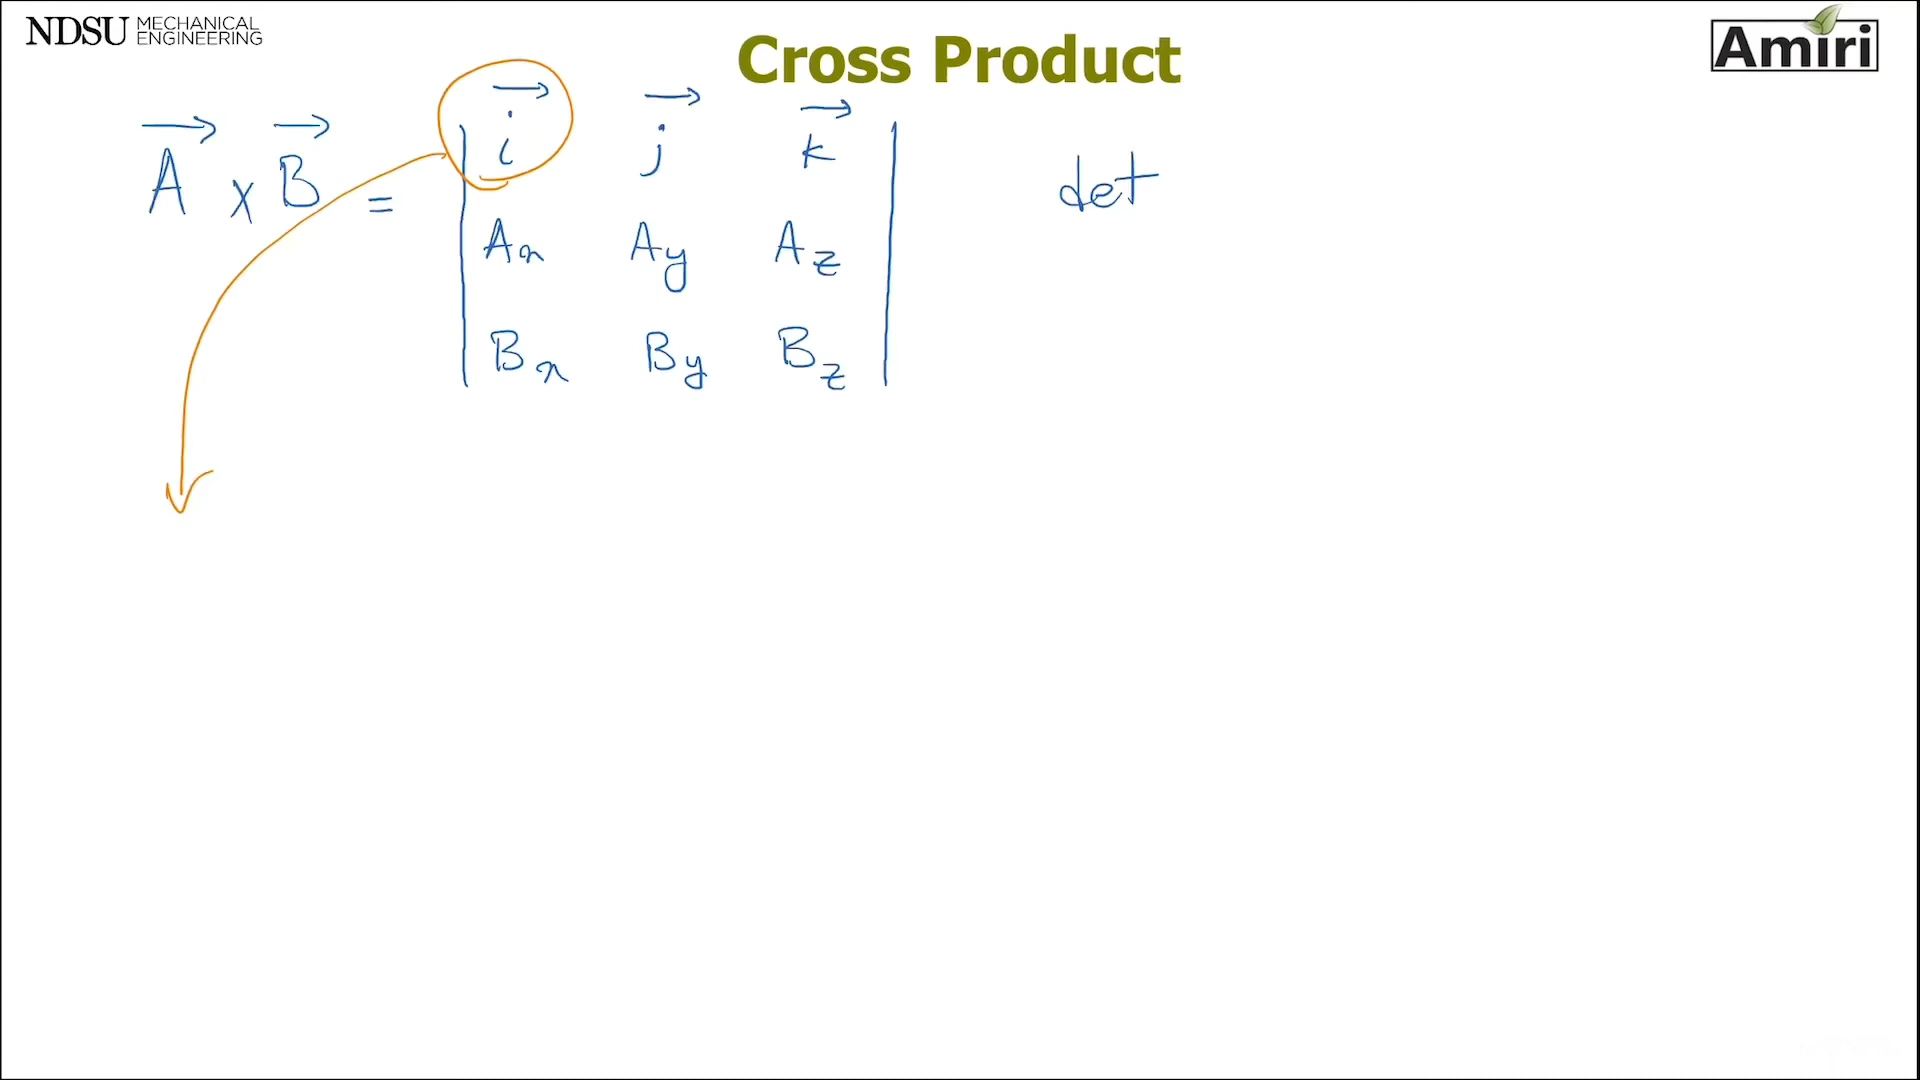 NDSU MECHANICAL ENGINEERING
Amiri
Cross Product
A⃗ × B⃗ = | i⃗ j⃗ k⃗ | det
| Ax Ay Az |
| Bx By Bz |